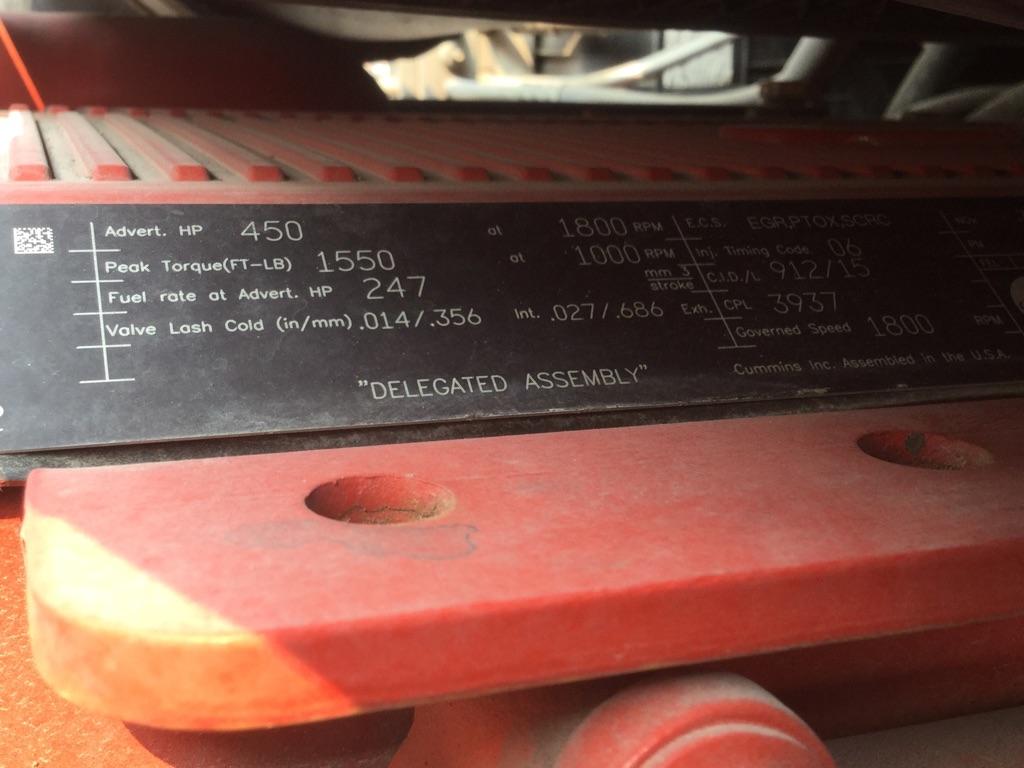 Advert. HP 450 at 1800 RPM E.C.S. EGR,PTOX,SCRC
Peak Torque(FT-LB) 1550 at 1000 RPM Inj. Timing Code 06
Fuel rate at Advert. HP 247 mm 3 stroke C.I.D./L 912/15
Valve Lash Cold (in/mm) .014/.356 Int. .027/.686 Exh. CPL 3937
Governed Speed 1800 RPM
"DELEGATED ASSEMBLY" Cummins Inc. Assembled in the U.S.A.